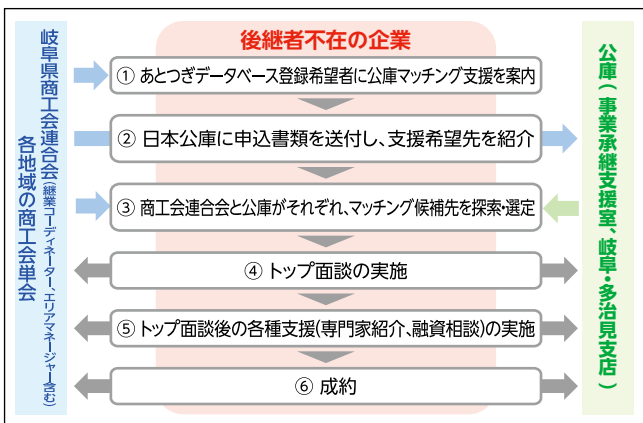 後継者不在の企業
岐阜県商工会連合会(継業コーディネーター、エリアマネージャー含む)
各地域の商工会単会
① あとつぎデータベース登録希望者に公庫マッチング支援を案内
② 日本公庫に申込書類を送付し、支援希望先を紹介
③ 商工会連合会と公庫がそれぞれ、マッチング候補先を探索・選定
④ トップ面談の実施
⑤ トップ面談後の各種支援(専門家紹介、融資相談)の実施
⑥ 成約
公庫(事業承継支援室、岐阜・多治見支店)